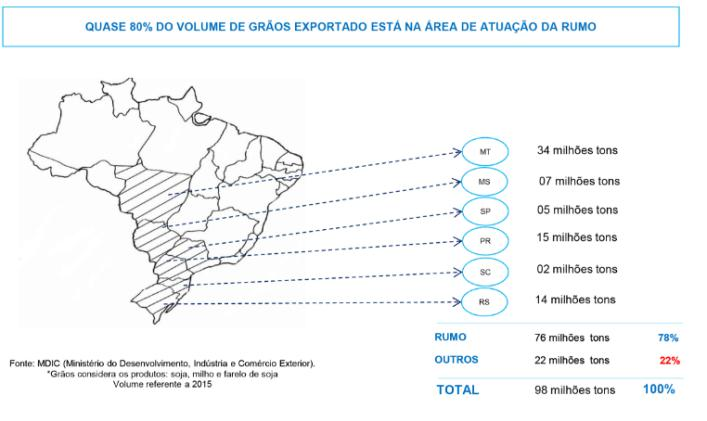 QUASE 80% DO VOLUME DE GRÃOS EXPORTADO ESTÁ NA ÁREA DE ATUAÇÃO DA RUMO
MT 34 milhões tons
MS 07 milhões tons
SP 05 milhões tons
PR 15 milhões tons
SC 02 milhões tons
RS 14 milhões tons
RUMO 76 milhões tons 78%
OUTROS 22 milhões tons 22%
TOTAL 98 milhões tons 100%
Fonte: MDIC (Ministério do Desenvolvimento, Indústria e Comércio Exterior).
*Grãos considera os produtos: soja, milho e farelo de soja
Volume referente a 2015